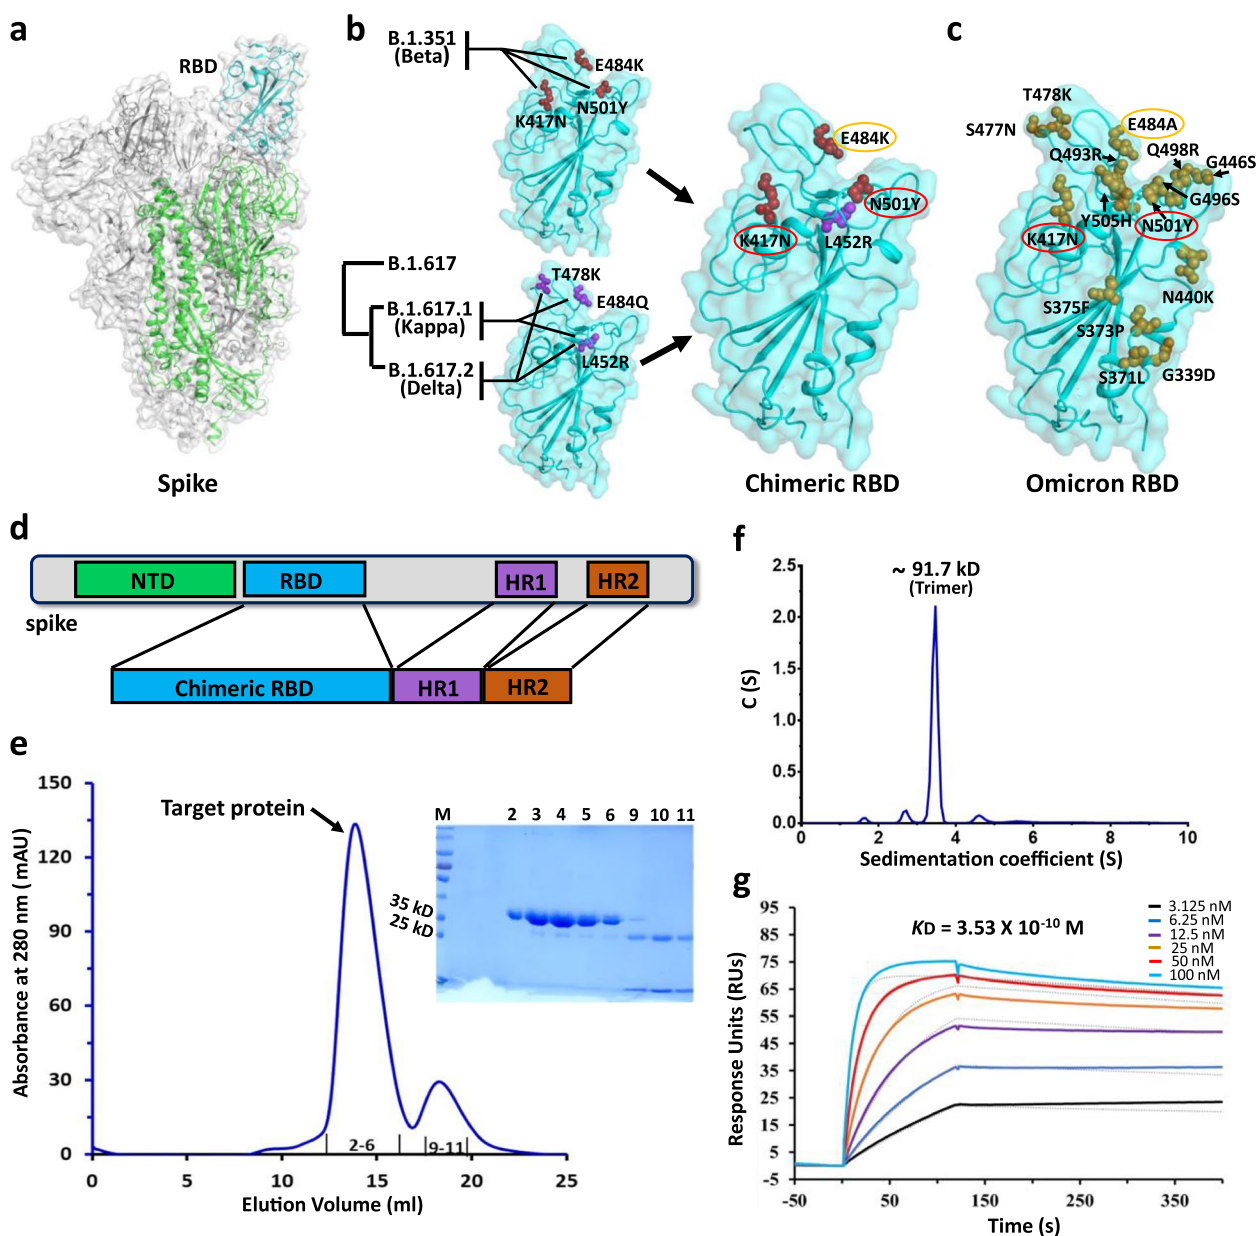 a
RBD
Spike
b
B.1.351
(Beta)
E484K
N501Y
K417N
B.1.617
B.1.617.1
(Kappa)
B.1.617.2
(Delta)
T478K
E484Q
L452R
E484K
N501Y
K417N
L452R
Chimeric RBD
c
T478K
S477N
E484A
Q493R
Q498R
G446S
G496S
Y505H
N501Y
K417N
N440K
S375F
S373P
S371L
G339D
Omicron RBD
d
NTD
RBD
HR1
HR2
spike
Chimeric RBD
HR1
HR2
e
Absorbance at 280 nm (mAU)
150
120
90
60
30
0
Target protein
M 2 3 4 5 6 9 10 11
35 kD
25 kD
2-6
9-11
0 5 10 15 20 25
Elution Volume (ml)
f
C (S)
2.5
2.0
1.5
1.0
0.5
0.0
~ 91.7 kD
(Trimer)
0 2 4 6 8 10
Sedimentation coefficient (S)
g
Response Units (RUs)
95
85
75
65
55
45
35
25
15
5
-5
KD = 3.53 X 10⁻¹⁰ M
3.125 nM
6.25 nM
12.5 nM
25 nM
50 nM
100 nM
-50 50 150 250 350
Time (s)